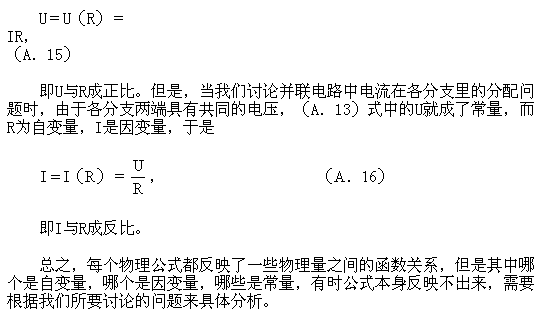 U＝U（R）＝
IR，
（A．15）
即U与R成正比。但是，当我们讨论并联电路中电流在各分支里的分配问
题时，由于各分支两端具有共同的电压，（A．13）式中的U就成了常量，而
R为自变量，I是因变量，于是
I＝I（R）＝U/R，（A．16）
即I与R成反比。
总之，每个物理公式都反映了一些物理量之间的函数关系，但是其中哪
个是自变量，哪个是因变量，哪些是常量，有时公式本身反映不出来，需要
根据我们所要讨论的问题来具体分析。